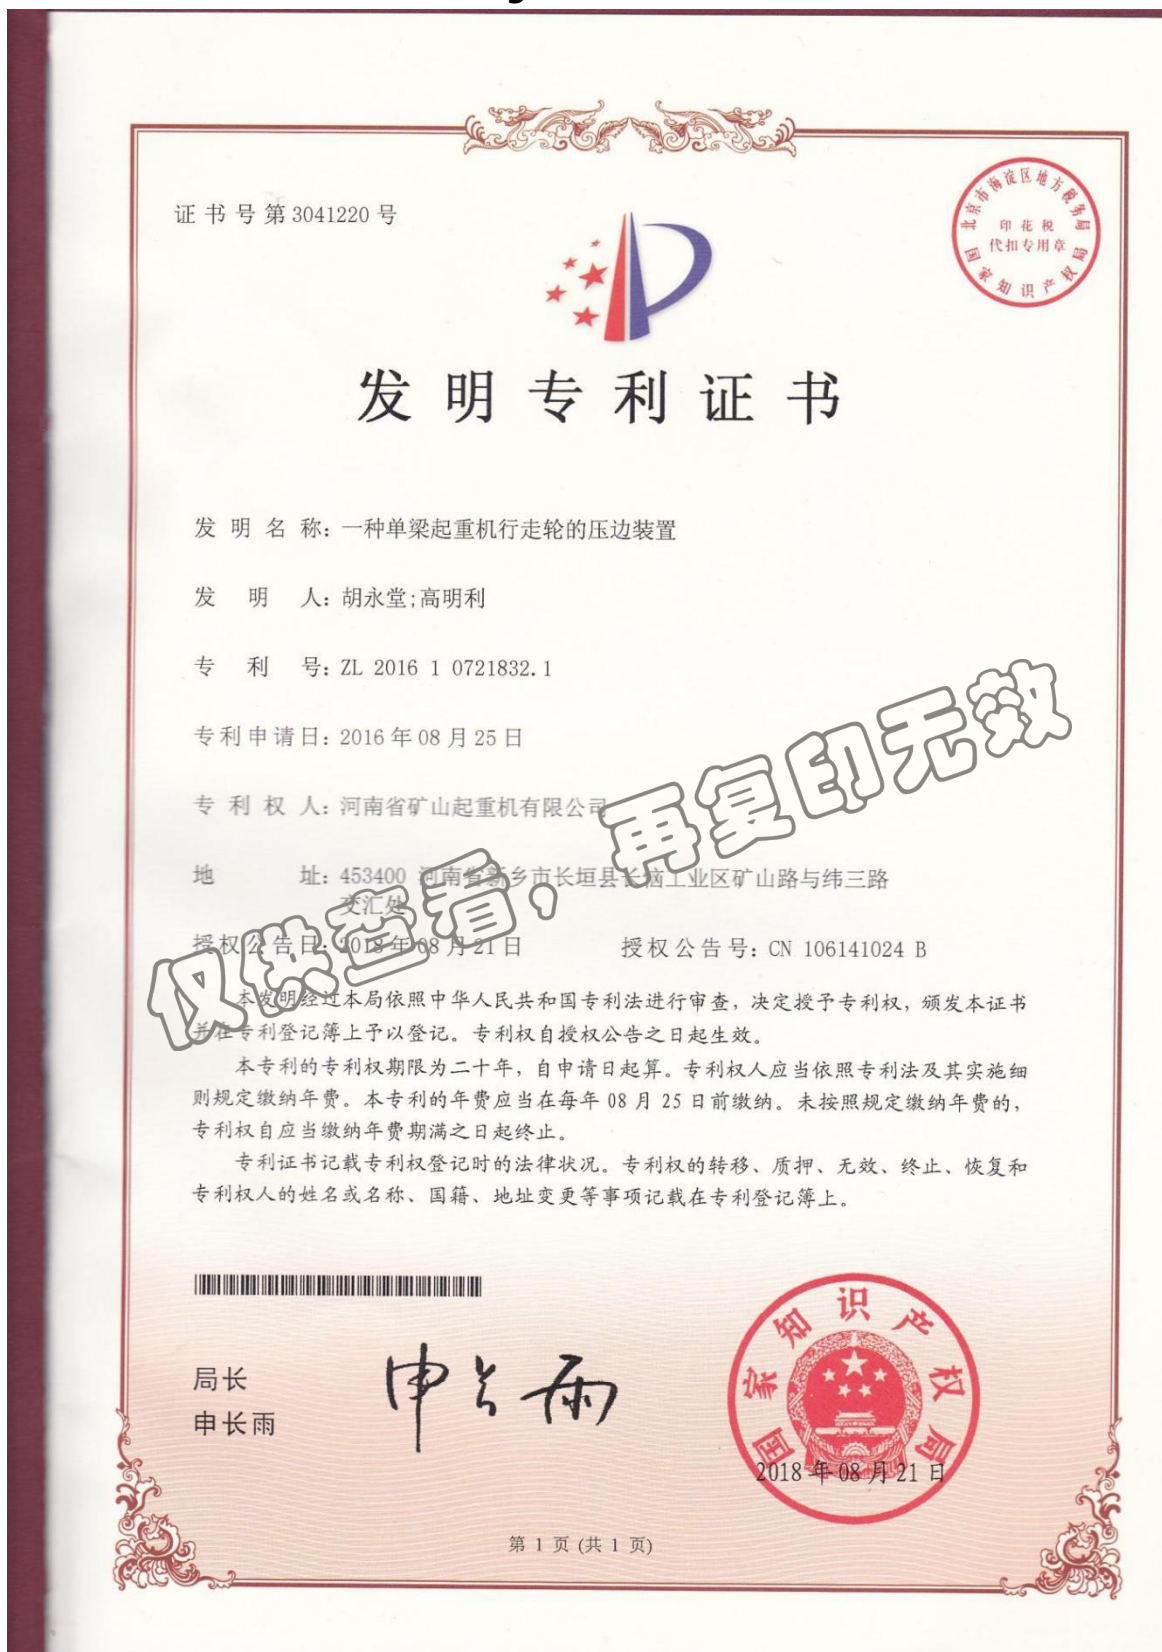 证书号第3041220号
北京市海淀区地方税务局
印花税
代扣专用章
国家知识产权局
发明专利证书
发明名称：一种单梁起重机行走轮的压边装置
发明人：胡永堂;高明利
专利号：ZL 2016 1 0721832.1
专利申请日：2016年08月25日
专利权人：河南省矿山起重机有限公司
地址：453400 河南省新乡市长垣县长脑工业区矿山路与纬三路
交汇处
授权公告日：2018年08月21日 授权公告号：CN 106141024 B
仅供查看，再复印无效
本发明经过本局依照中华人民共和国专利法进行审查，决定授予专利权，颁发本证书
并在专利登记簿上予以登记。专利权自授权公告之日起生效。
本专利的专利权期限为二十年，自申请日起算。专利权人应当依照专利法及其实施细
则规定缴纳年费。本专利的年费应当在每年08月25日前缴纳。未按照规定缴纳年费的，
专利权自应当缴纳年费期满之日起终止。
专利证书记载专利权登记时的法律状况。专利权的转移、质押、无效、终止、恢复和
专利权人的姓名或名称、国籍、地址变更等事项记载在专利登记簿上。
局长
申长雨
申长雨
国家知识产权局
2018年08月21日
第1页(共1页)